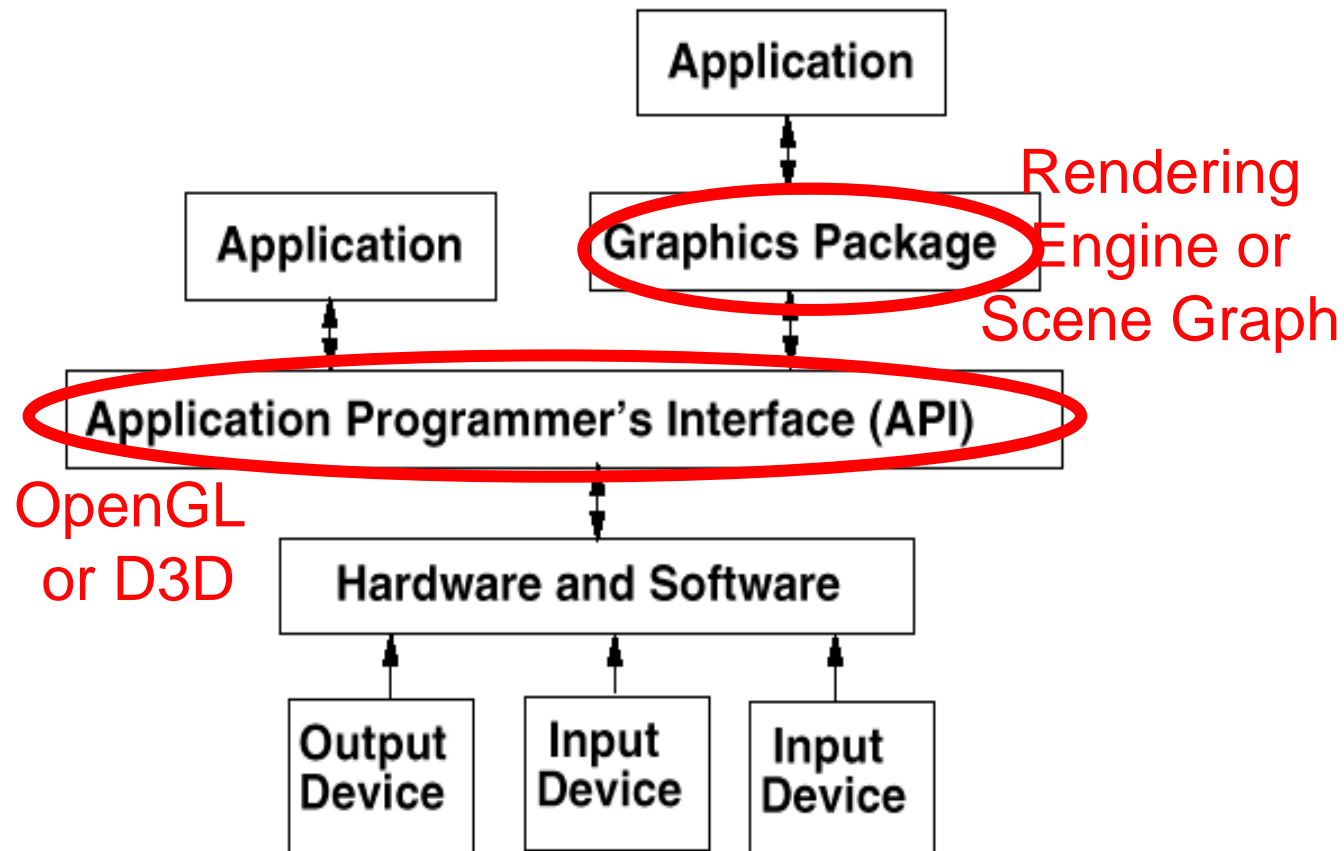 Application
Rendering
Engine or
Scene Graph
Application
Graphics Package
Application Programmer's Interface (API)
OpenGL
or D3D
Hardware and Software
Output
Device
Input
Device
Input
Device